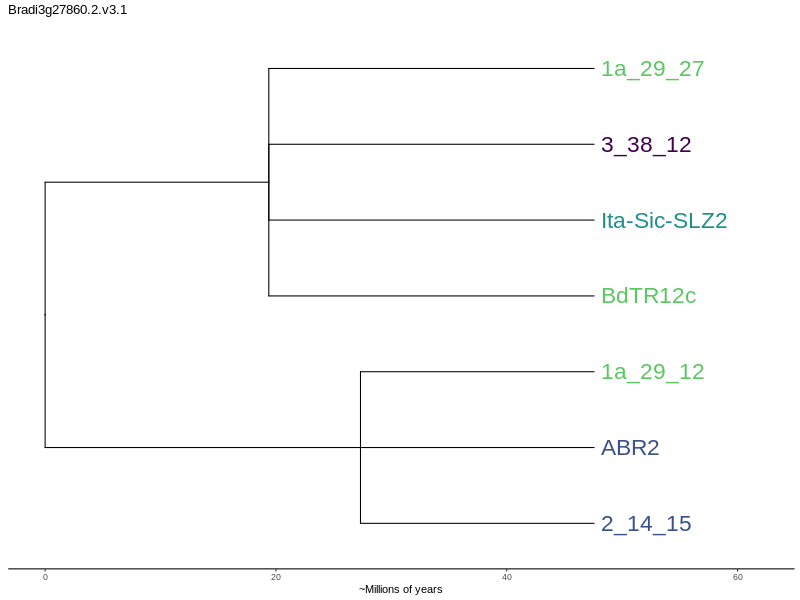 Bradi3g27860.2.v3.1
1a_29_27
3_38_12
Ita-Sic-SLZ2
BdTR12c
1a_29_12
ABR2
2_14_15
0 20 40 60
~Millions of years